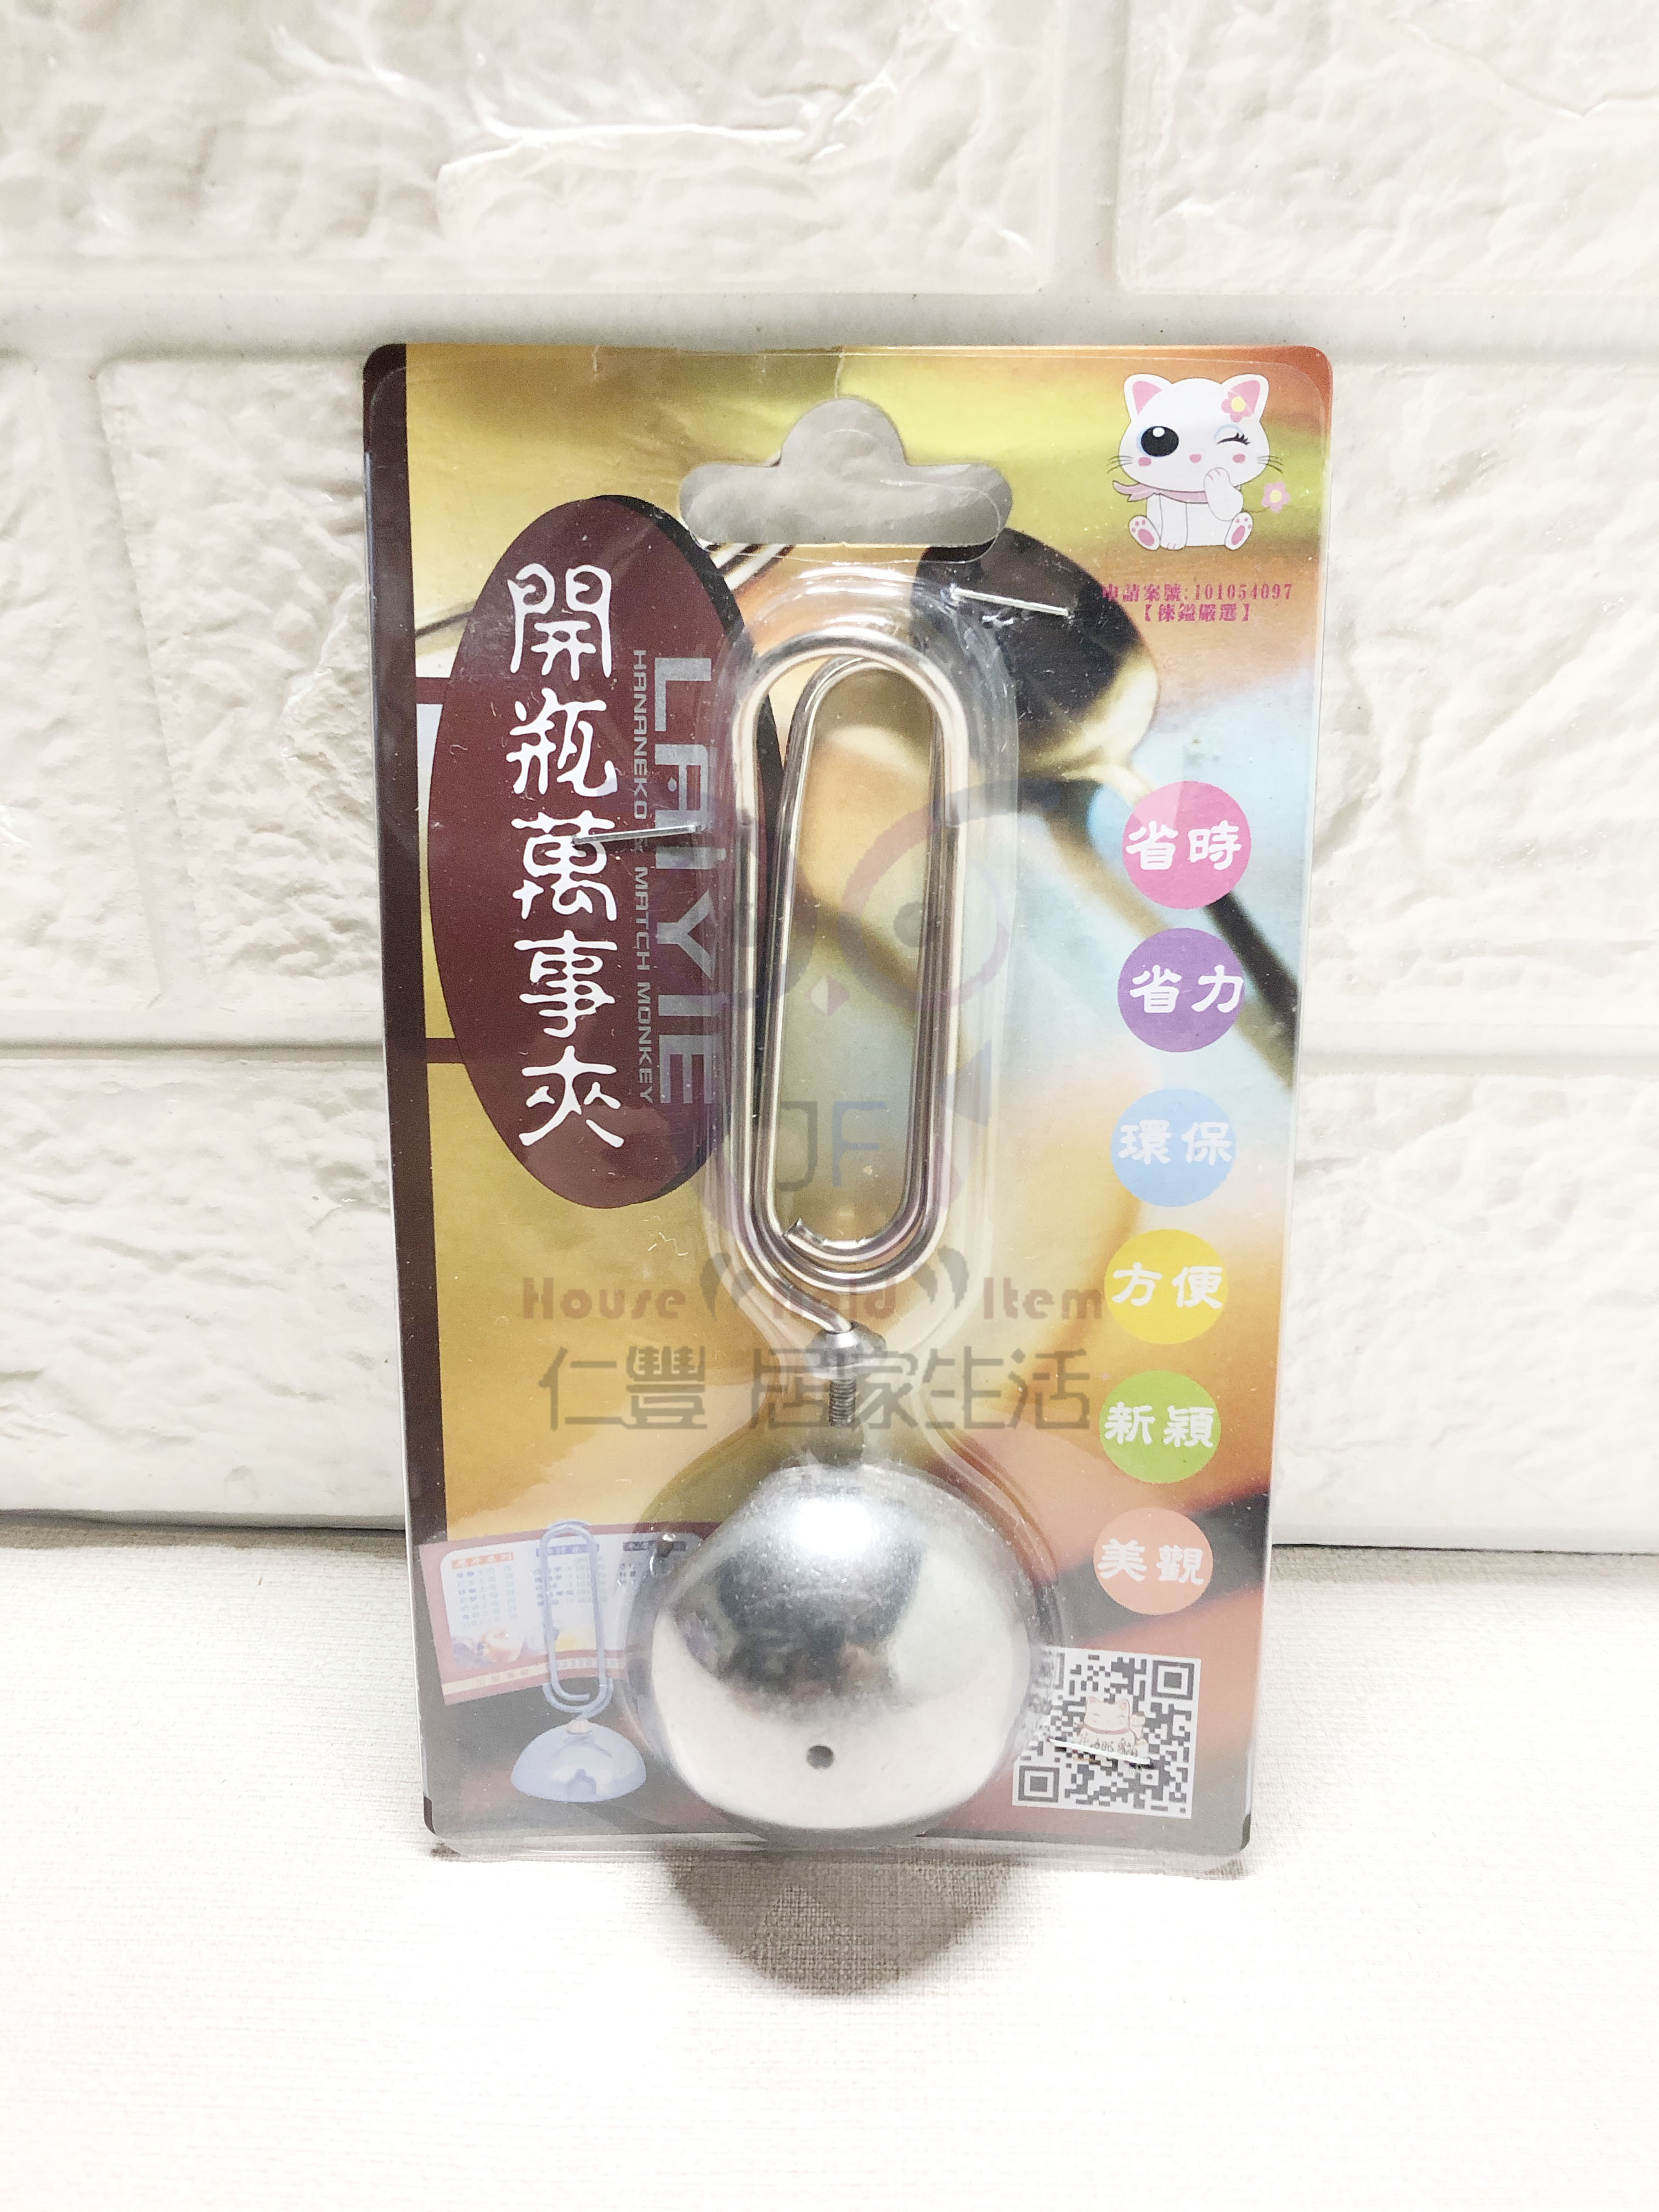 申請案號:101054097
【徠鎰嚴選】
開瓶萬事夾
LAIYIE
HANANEKO & MATCH MONKEY
省時
省力
環保
方便
新穎
美觀
JF
House Hold Item
仁豐 居家生活